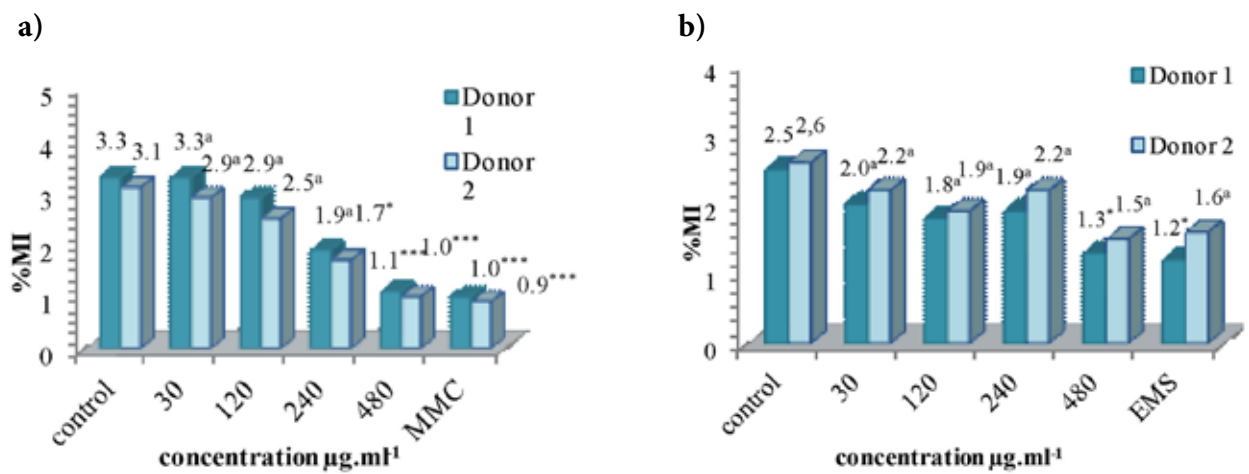 a)
5
4
3
2
1
0
%MI
3.3
3.1
3.3ᵃ
2.9ᵃ
2.9ᵃ
2.5ᵃ
1.9ᵃ
1.7*
1.1***
1.0***
1.0***
0.9***
Donor
1
Donor
2
control
30
120
240
480
MMC
concentration µg.ml⁻¹
b)
4
3
2
1
0
%MI
2.5
2,6
2.0ᵃ
2.2ᵃ
1.8ᵃ
1.9ᵃ
1.9ᵃ
2.2ᵃ
1.3*
1.5ᵃ
1.2*
1.6ᵃ
Donor 1
Donor 2
control
30
120
240
480
EMS
concentration µg.ml⁻¹